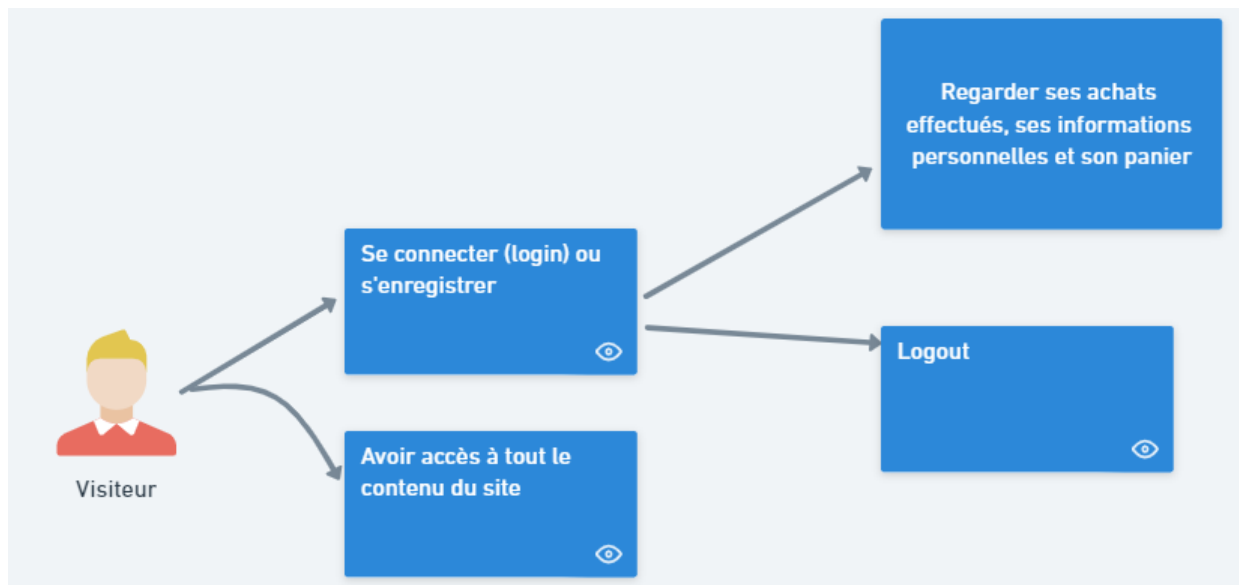 Regarder ses achats
effectués, ses informations
personnelles et son panier
Se connecter (login) ou
s'enregistrer
Logout
Avoir accès à tout le
contenu du site
Visiteur